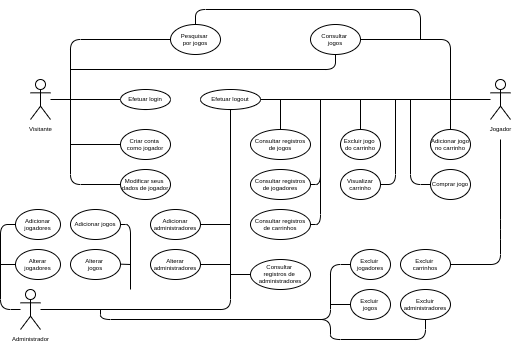 Pesquisar
por jogos
Consultar
jogos
Efetuar login
Efetuar logout
Visitante
Jogador
Criar conta
como jogador
Consultar registros
de jogos
Excluir jogo
do carrinho
Adicionar jogo
no carrinho
Modificar seus
dados de jogador
Consultar registros
de jogadores
Visualizar
carrinho
Comprar jogo
Adicionar
jogadores
Adicionar jogos
Adicionar
administradores
Consultar registros
de carrinhos
Alterar
jogadores
Alterar
jogos
Alterar
administradores
Consultar
registros de
administradores
Excluir
jogadores
Excluir
carrinhos
Excluir
jogos
Excluir
administradores
Administrador